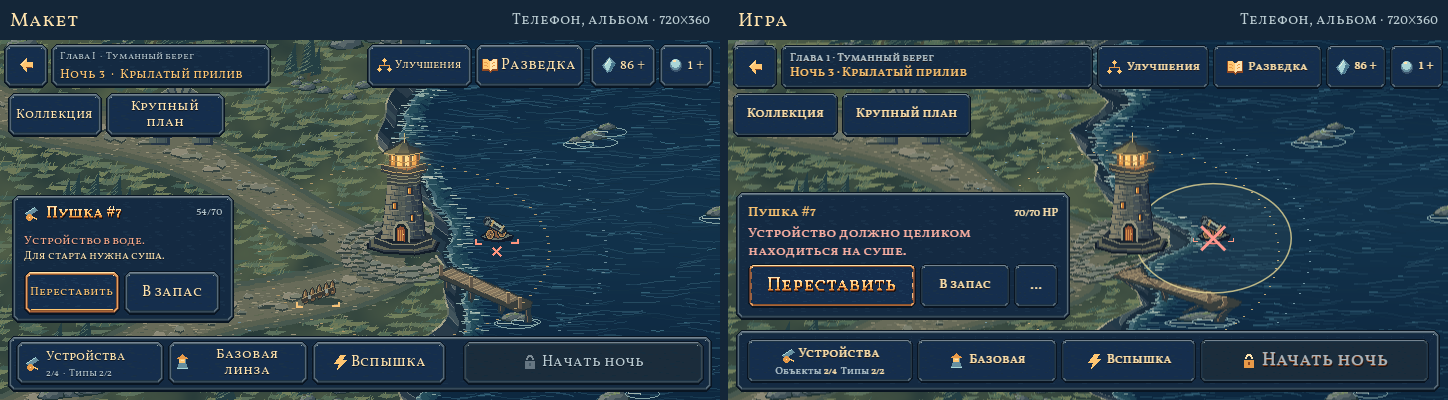 Макет
Телефон, альбом · 720×360
Глава I · Туманный берег
Ночь 3 · Крылатый прилив
Улучшения
Разведка
86 +
1 +
Коллекция
Крупный
план
Пушка #7
54/70
Устройство в воде.
Для старта нужна суша.
Переставить
В запас
Устройства
2/4 · Типы 2/2
Базовая
линза
Вспышка
Начать ночь
Игра
Телефон, альбом · 720×360
Глава 1 · Туманный берег
Ночь 3 · Крылатый прилив
Улучшения
Разведка
86 +
1 +
Коллекция
Крупный план
Пушка #7
70/70 HP
Устройство должно целиком
находиться на суше.
Переставить
В запас
...
Устройства
Объекты 2/4 Типы 2/2
Базовая
Вспышка
Начать ночь